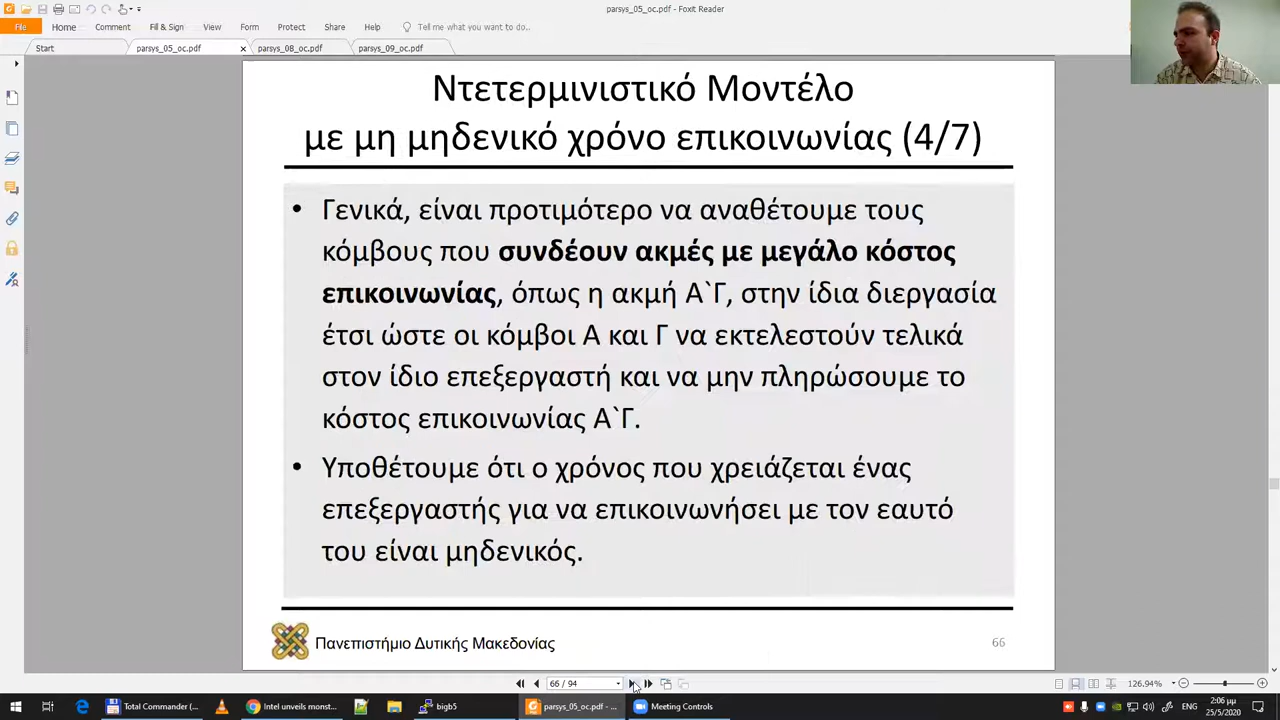 parsys_05_oc.pdf - Foxit Reader
File Home Comment Fill & Sign View Form Protect Share Help Tell me what you want to do..
Start parsys_05_oc.pdf parsys_08_oc.pdf parsys_09_oc.pdf
Ντετερμινιστικό Μοντέλο
με μη μηδενικό χρόνο επικοινωνίας (4/7)
• Γενικά, είναι προτιμότερο να αναθέτουμε τους
κόμβους που συνδέουν ακμές με μεγάλο κόστος
επικοινωνίας, όπως η ακμή Α`Γ, στην ίδια διεργασία
έτσι ώστε οι κόμβοι Α και Γ να εκτελεστούν τελικά
στον ίδιο επεξεργαστή και να μην πληρώσουμε το
κόστος επικοινωνίας Α`Γ.
• Υποθέτουμε ότι ο χρόνος που χρειάζεται ένας
επεξεργαστής για να επικοινωνήσει με τον εαυτό
του είναι μηδενικός.
Πανεπιστήμιο Δυτικής Μακεδονίας
66
66 / 94
126.94%
Total Commander (... Intel unveils monst... bigb5 parsys_05_oc.pdf - ... Meeting Controls
ENG
2:06 μμ
25/5/2020